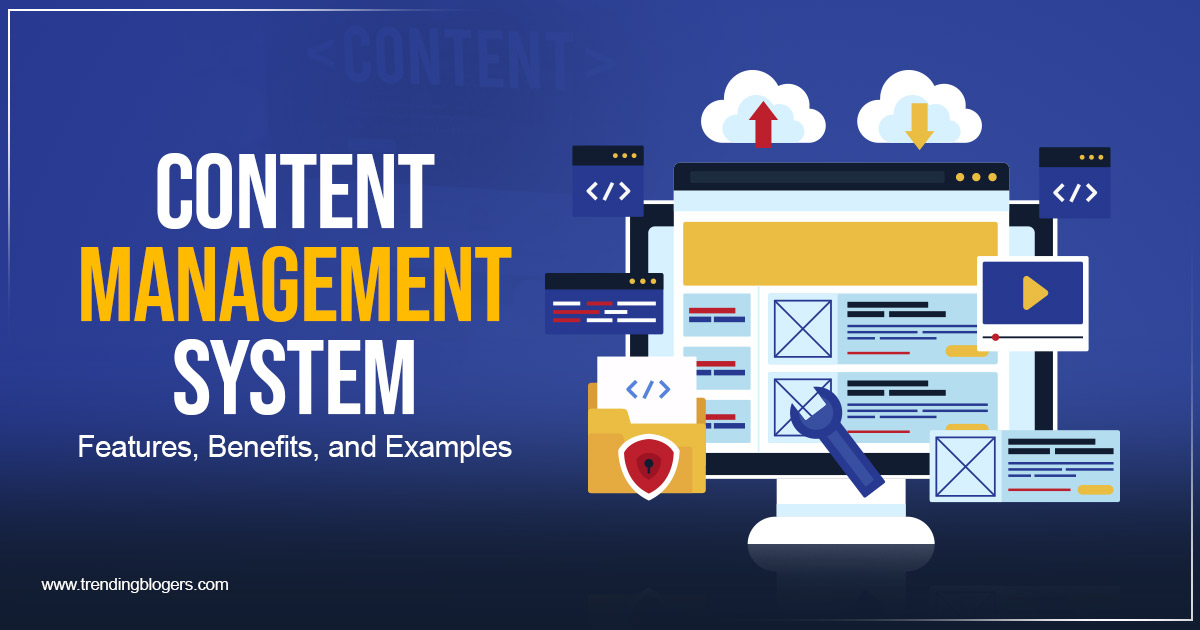 <CONTENT>
CONTENT
MANAGEMENT
SYSTEM
Features, Benefits, and Examples
</>
</>
</>
www.trendingblogers.com